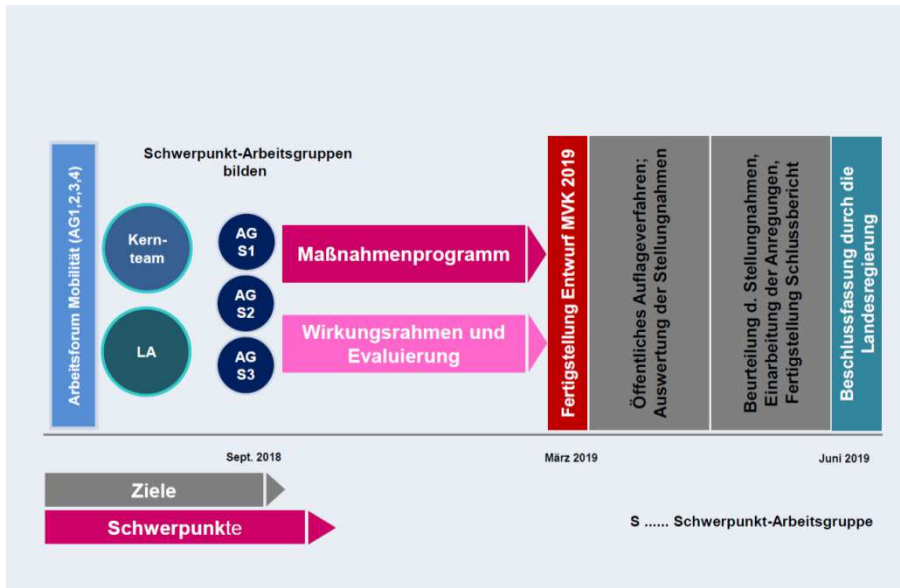 Arbeitsforum Mobilität (AG1,2,3,4)
Schwerpunkt-Arbeitsgruppen
bilden
Kern-
team
LA
AG
S1
AG
S2
AG
S3
Maßnahmenprogramm
Wirkungsrahmen und
Evaluierung
Fertigstellung Entwurf MVK 2019
Öffentliches Auflageverfahren;
Auswertung der Stellungnahmen
Beurteilung d. Stellungnahmen,
Einarbeitung der Anregungen,
Fertigstellung Schlussbericht
Beschlussfassung durch die
Landesregierung
Sept. 2018
März 2019
Juni 2019
Ziele
Schwerpunkte
S ...... Schwerpunkt-Arbeitsgruppe